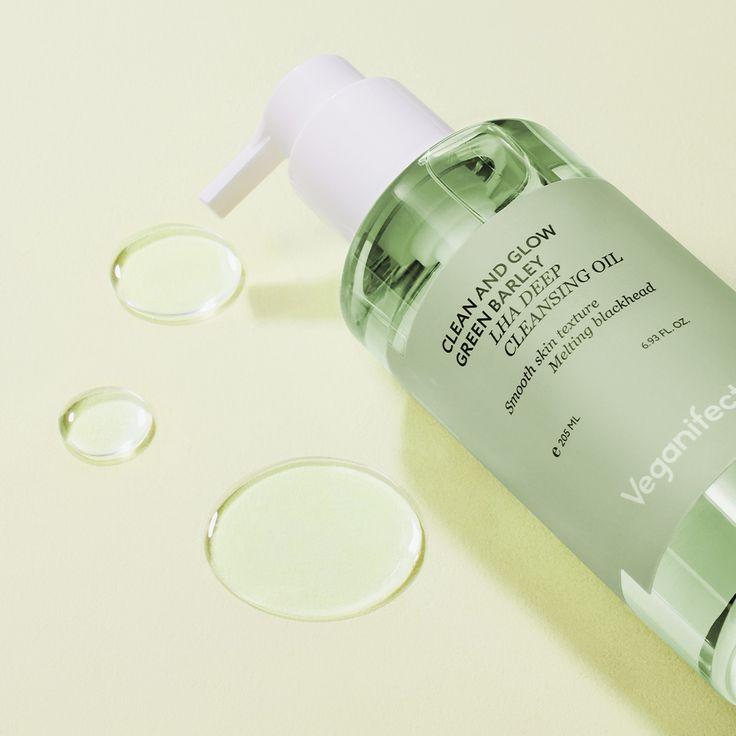 CLEAN AND GLOW
GREEN BARLEY
LHA DEEP
CLEANSING OIL
Smooth skin texture
Melting blackhead
e 205 ML
6.93 FL. OZ.
Veganifect